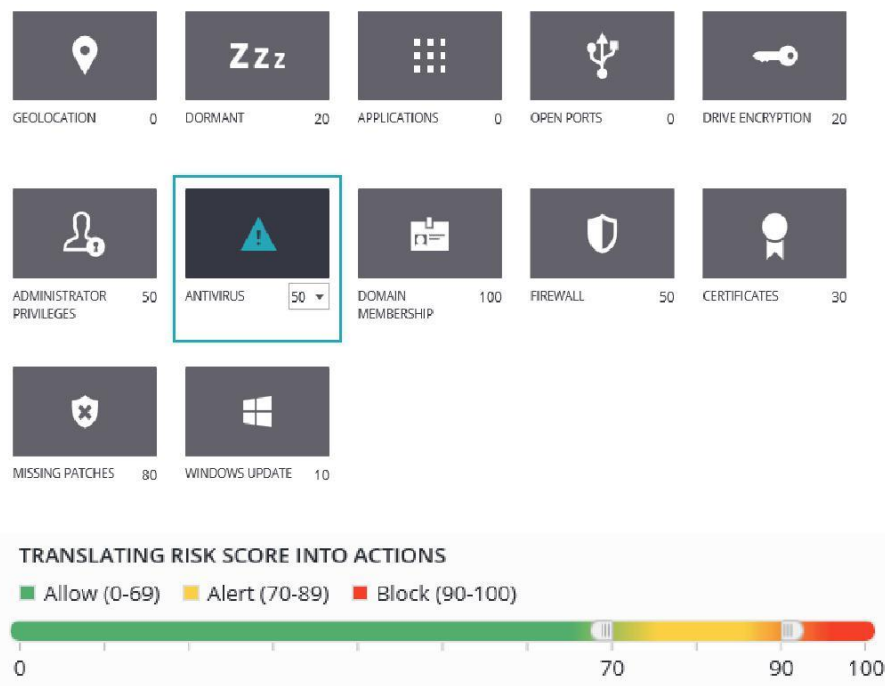 Zzz
GEOLOCATION 0
DORMANT 20
APPLICATIONS 0
OPEN PORTS 0
DRIVE ENCRYPTION 20
ADMINISTRATOR PRIVILEGES 50
ANTIVIRUS 50
DOMAIN MEMBERSHIP 100
FIREWALL 50
CERTIFICATES 30
MISSING PATCHES 80
WINDOWS UPDATE 10
TRANSLATING RISK SCORE INTO ACTIONS
Allow (0-69) Alert (70-89) Block (90-100)
0 70 90 100